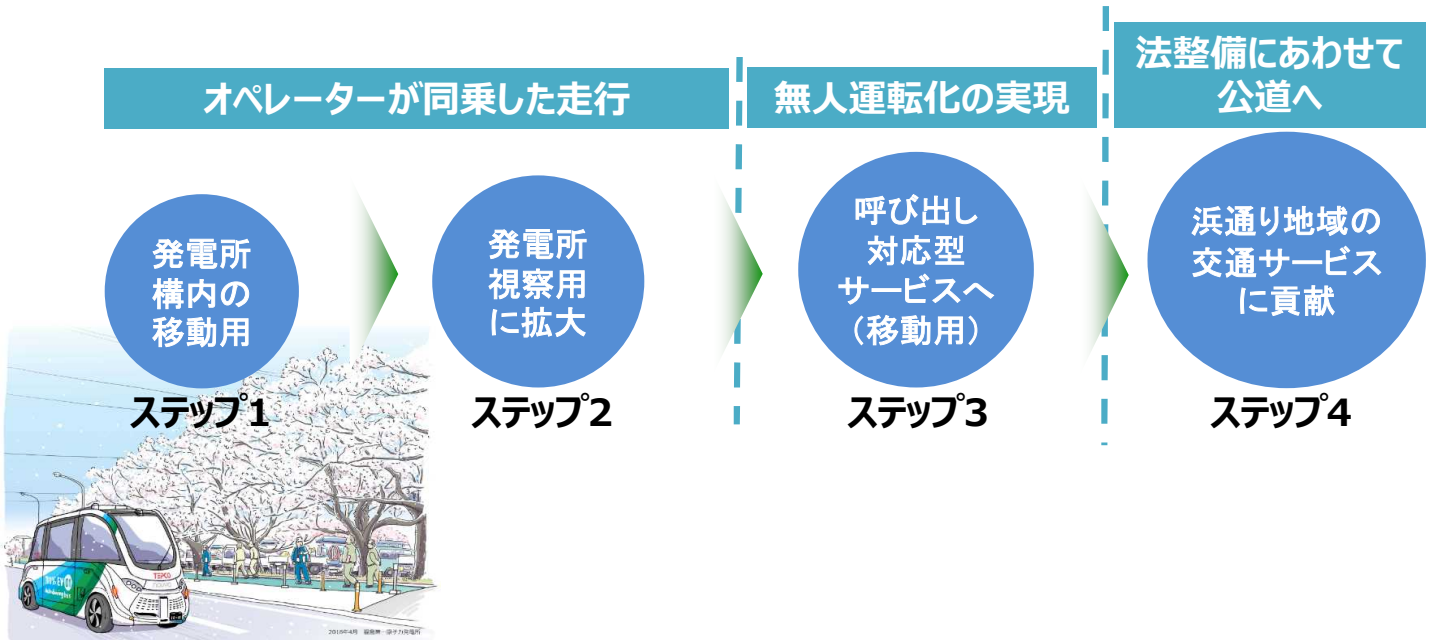 オペレーターが同乗した走行
無人運転化の実現
法整備にあわせて
公道へ
発電所
構内の
移動用
発電所
視察用
に拡大
呼び出し
対応型
サービスへ
（移動用）
浜通り地域の
交通サービス
に貢献
ステップ1
ステップ2
ステップ3
ステップ4
TEPCO